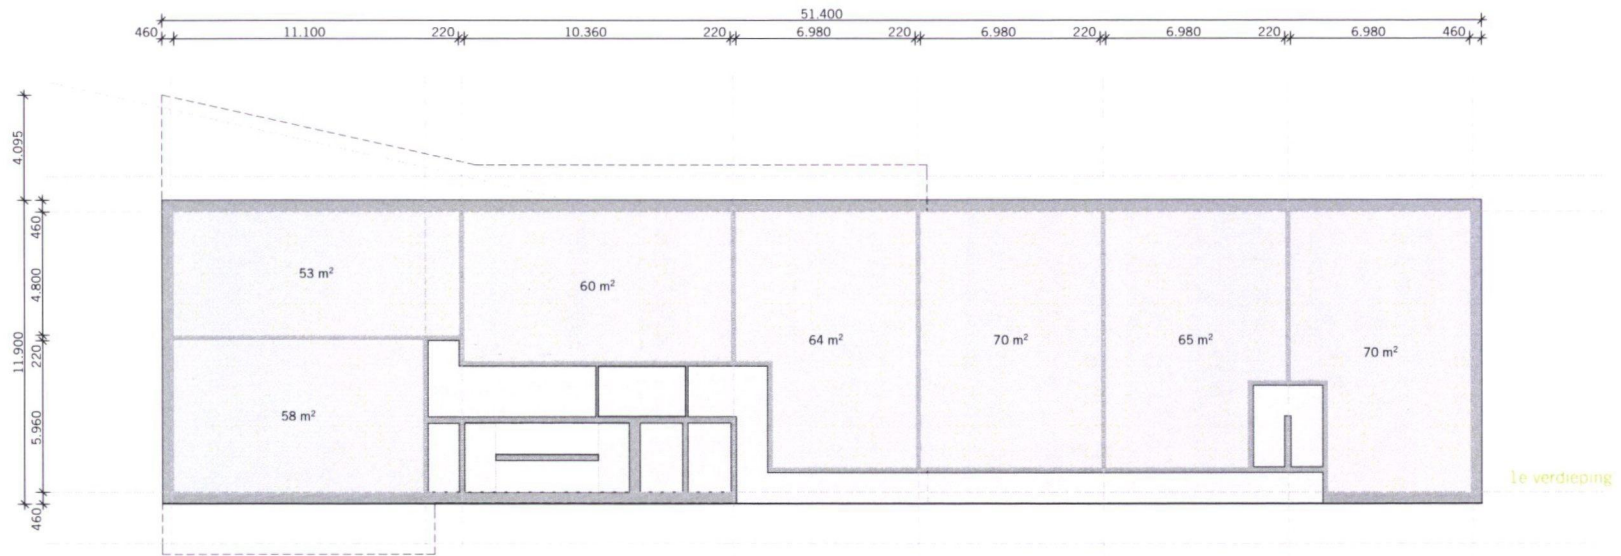 51.400
460 11.100 220 10.360 220 6.980 220 6.980 220 6.980 220 6.980 460
4.095
11.900
460
4.800
220
5.960
460
53 m²
60 m²
64 m²
70 m²
65 m²
70 m²
58 m²
1e verdieping